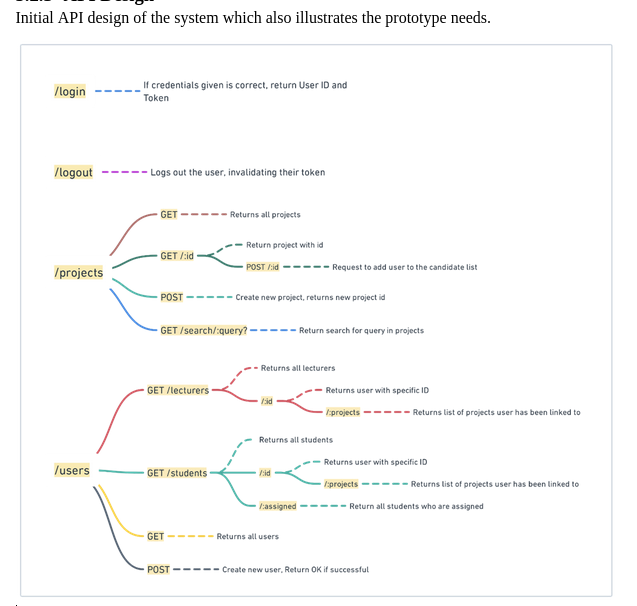 Initial API design of the system which also illustrates the prototype needs.
/login
If credentials given is correct, return User ID and
Token
/logout
Logs out the user, invalidating their token
/projects
GET
Returns all projects
GET /:id
Return project with id
POST /:id
Request to add user to the candidate list
POST
Create new project, returns new project id
GET /search/:query?
Return search for query in projects
/users
GET /lecturers
Returns all lecturers
/:id
Returns user with specific ID
/:projects
Returns list of projects user has been linked to
GET /students
Returns all students
/:id
Returns user with specific ID
/:projects
Returns list of projects user has been linked to
/:assigned
Return all students who are assigned
GET
Returns all users
POST
Create new user, Return OK if successful